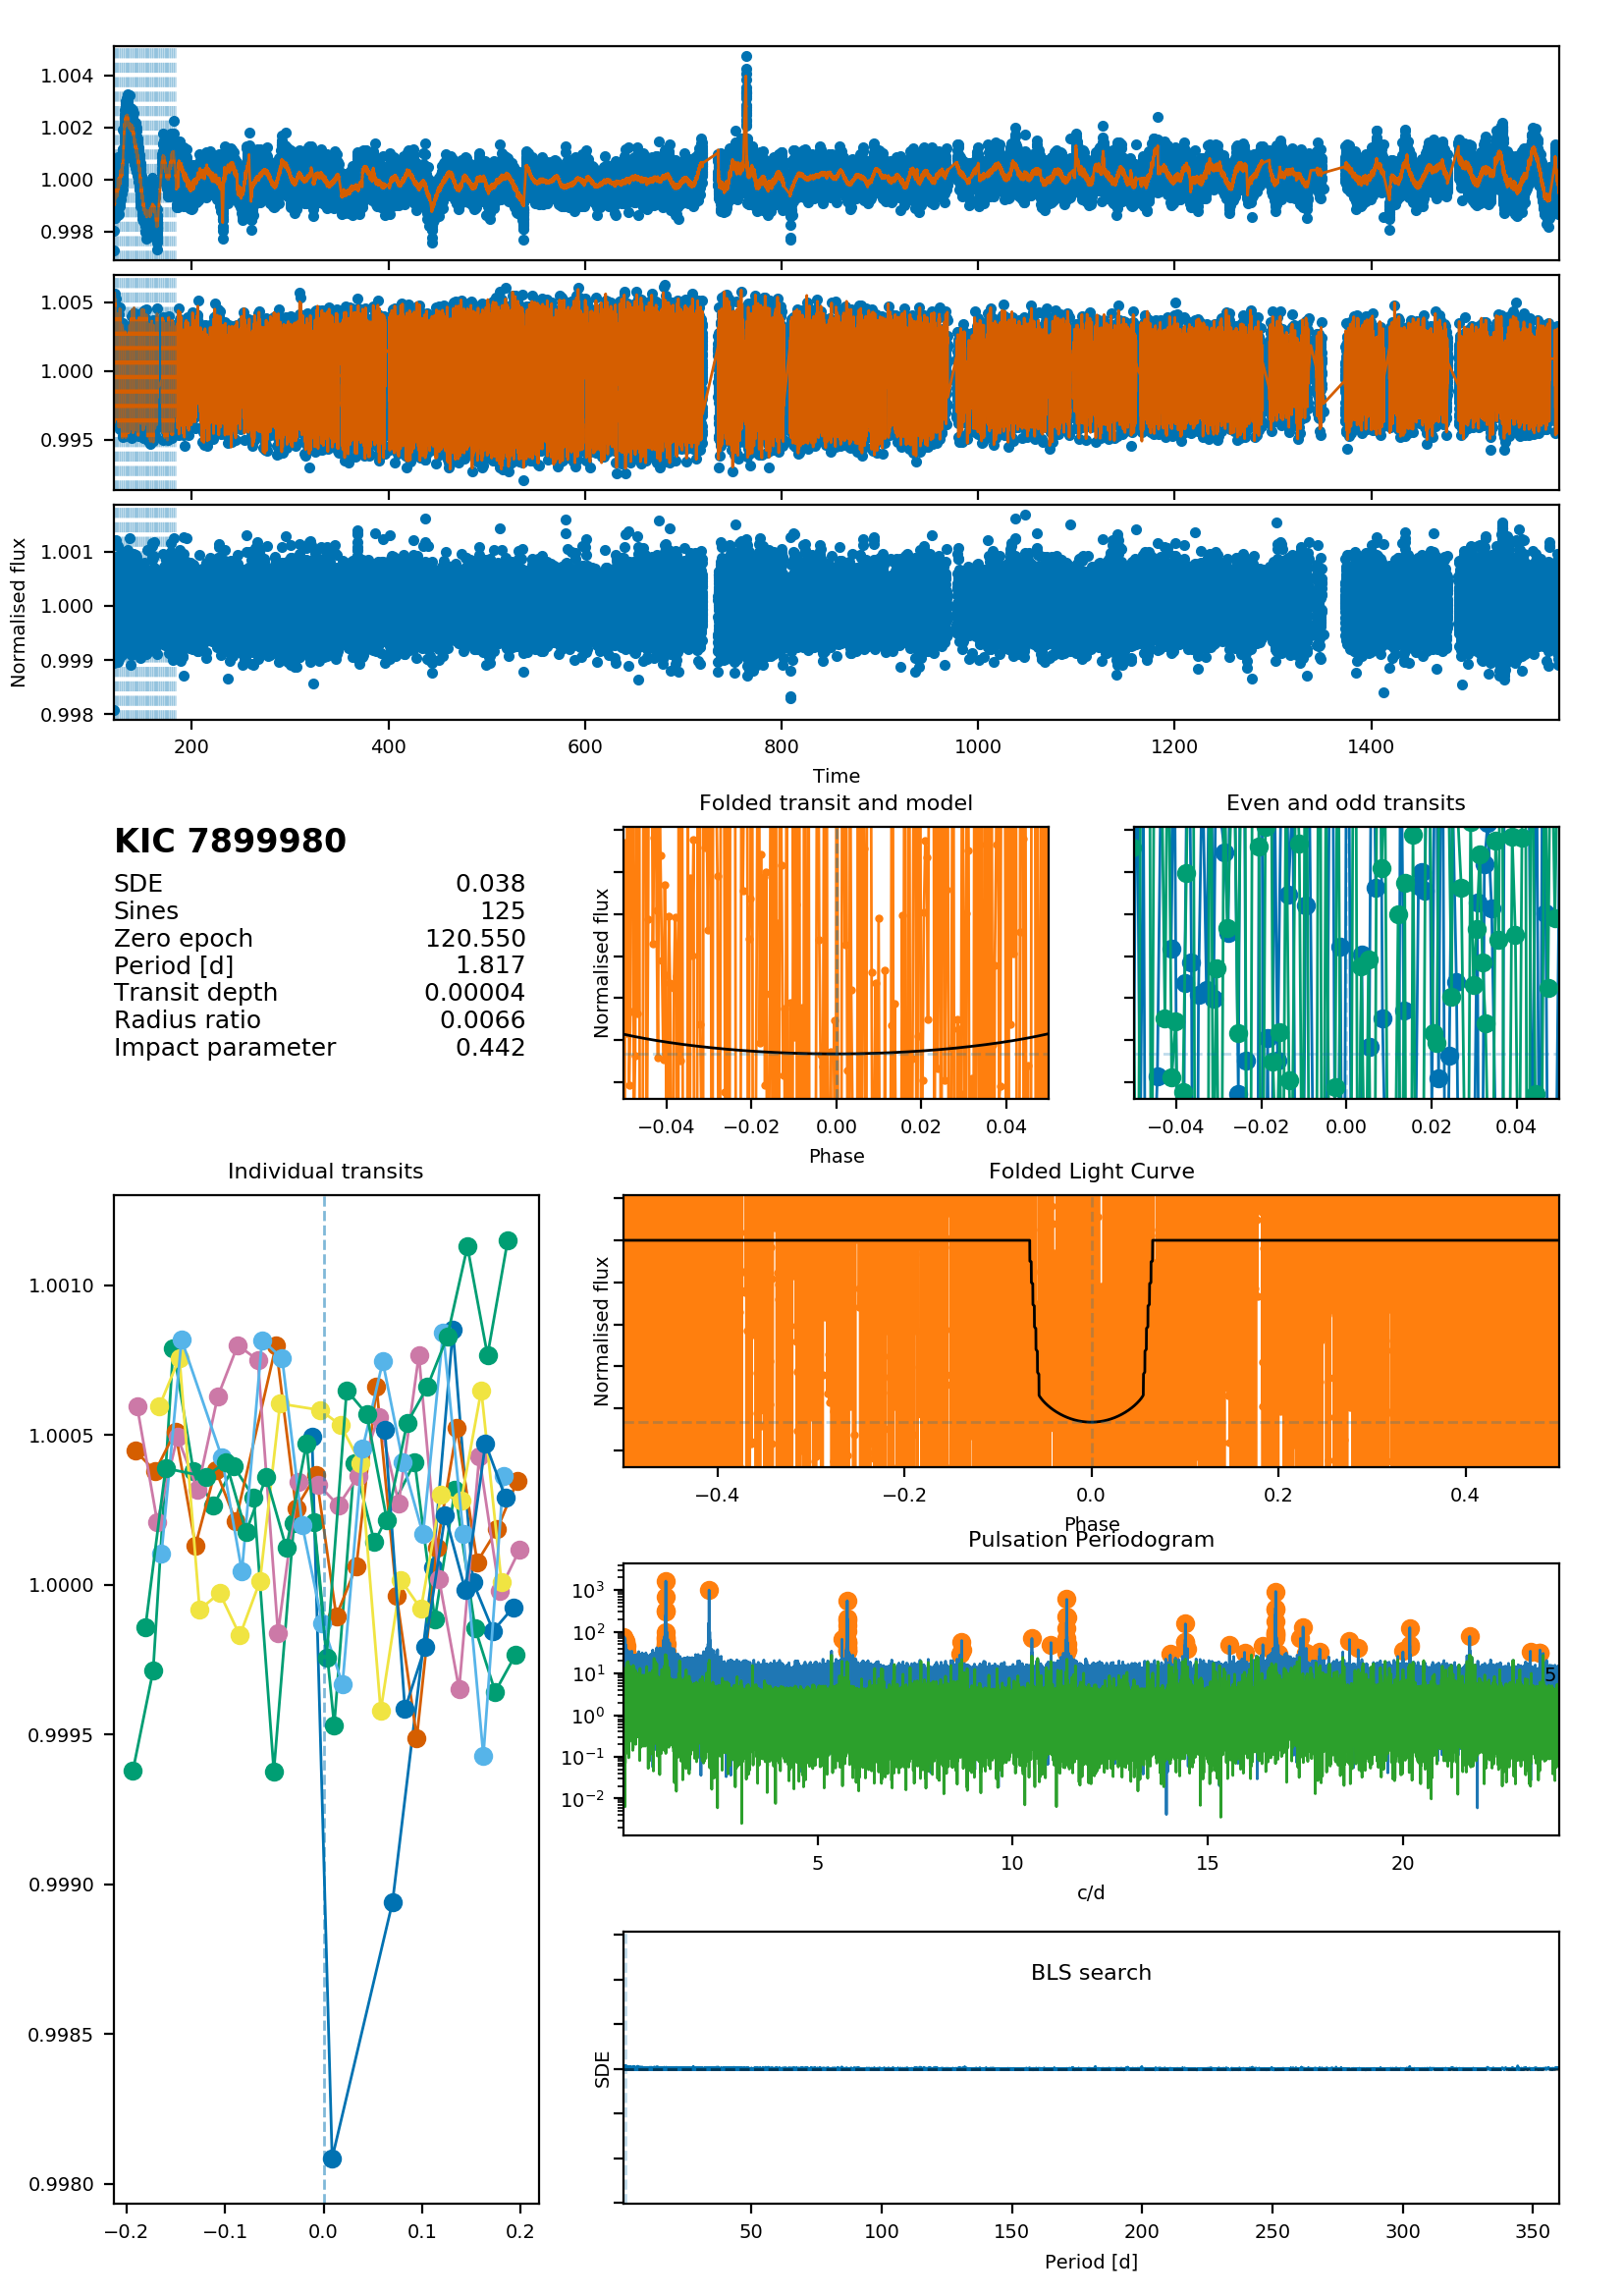 1.004
1.002
1.000
0.998
1.005
1.000
0.995
1.001
1.000
0.999
0.998
Normalised flux
200 400 600 800 1000 1200 1400
Time
KIC 7899980
SDE 0.038
Sines 125
Zero epoch 120.550
Period [d] 1.817
Transit depth 0.00004
Radius ratio 0.0066
Impact parameter 0.442
Folded transit and model
Normalised flux
−0.04 −0.02 0.00 0.02 0.04
Phase
Even and odd transits
−0.04 −0.02 0.00 0.02 0.04
Individual transits
1.0010
1.0005
1.0000
0.9995
0.9990
0.9985
0.9980
−0.2 −0.1 0.0 0.1 0.2
Folded Light Curve
Normalised flux
−0.4 −0.2 0.0 0.2 0.4
Phase
Pulsation Periodogram
10³
10²
10¹
10⁰
10⁻¹
10⁻²
5
5 10 15 20
c/d
BLS search
SDE
50 100 150 200 250 300 350
Period [d]